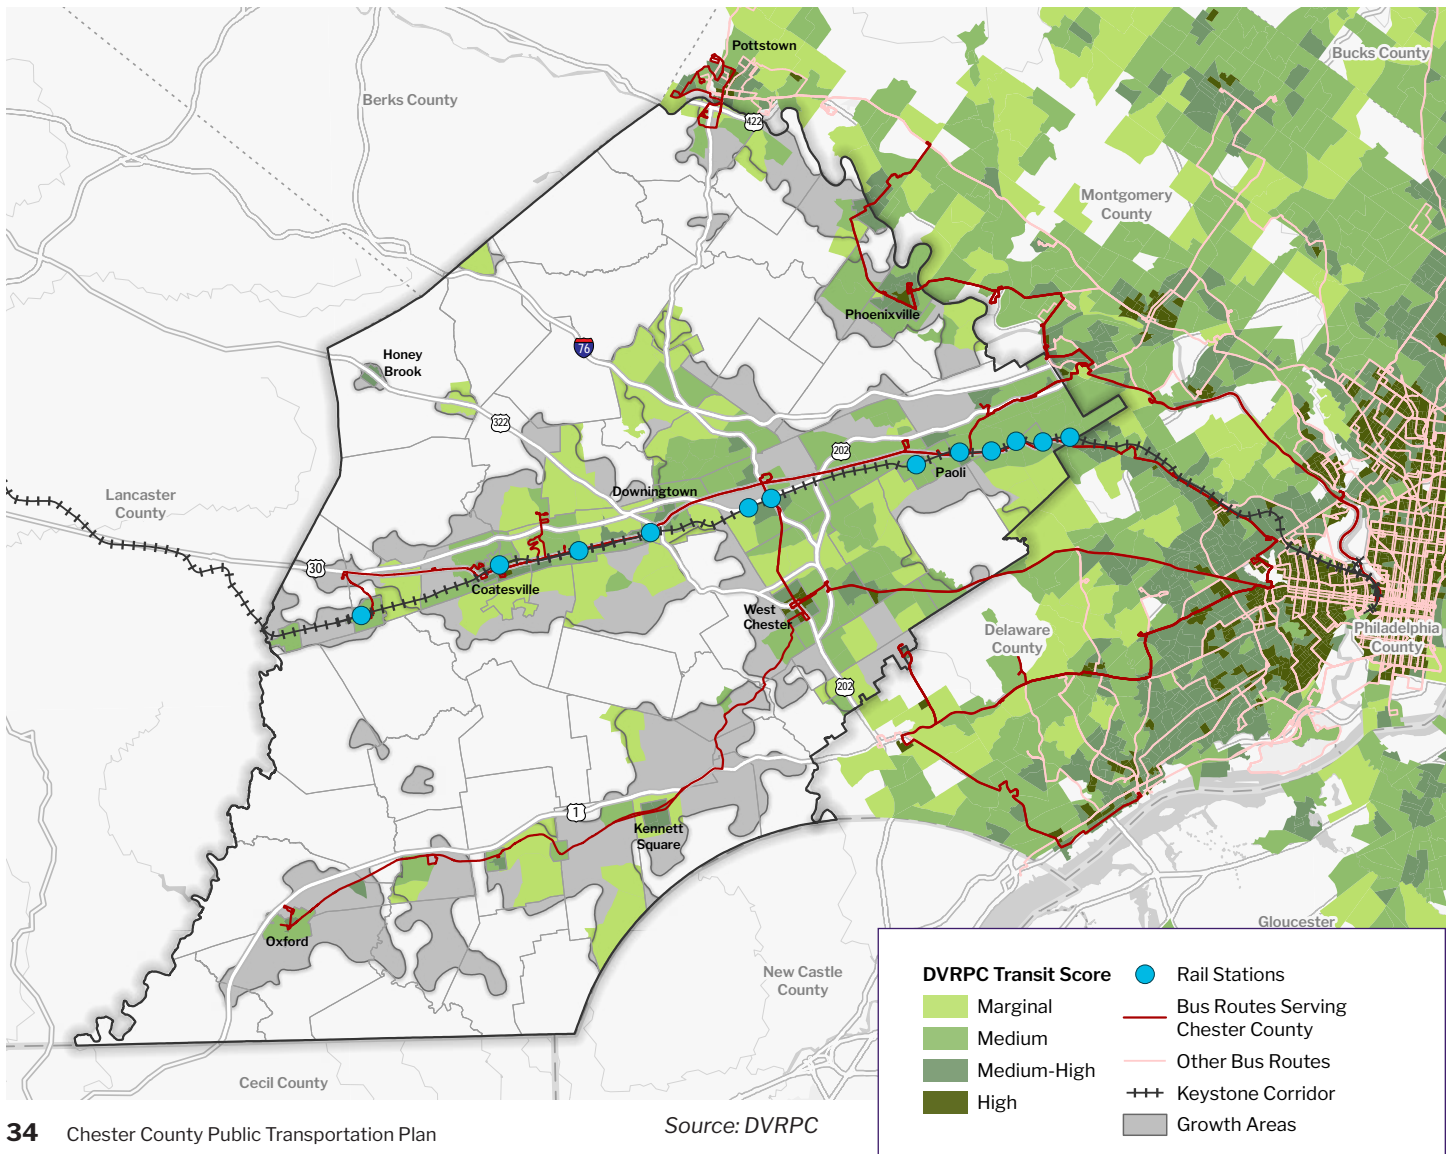 Pottstown
Bucks County
Berks County
422
Montgomery
County
Phoenixville
Honey
Brook
76
322
202
Paoli
Downingtown
Lancaster
County
30
Coatesville
West
Chester
Delaware
County
Philadelphia
County
202
1
Kennett
Square
Oxford
Gloucester
New Castle
County
Cecil County
DVRPC Transit Score
Marginal
Medium
Medium-High
High
Rail Stations
Bus Routes Serving
Chester County
Other Bus Routes
Keystone Corridor
Growth Areas
34 Chester County Public Transportation Plan
Source: DVRPC